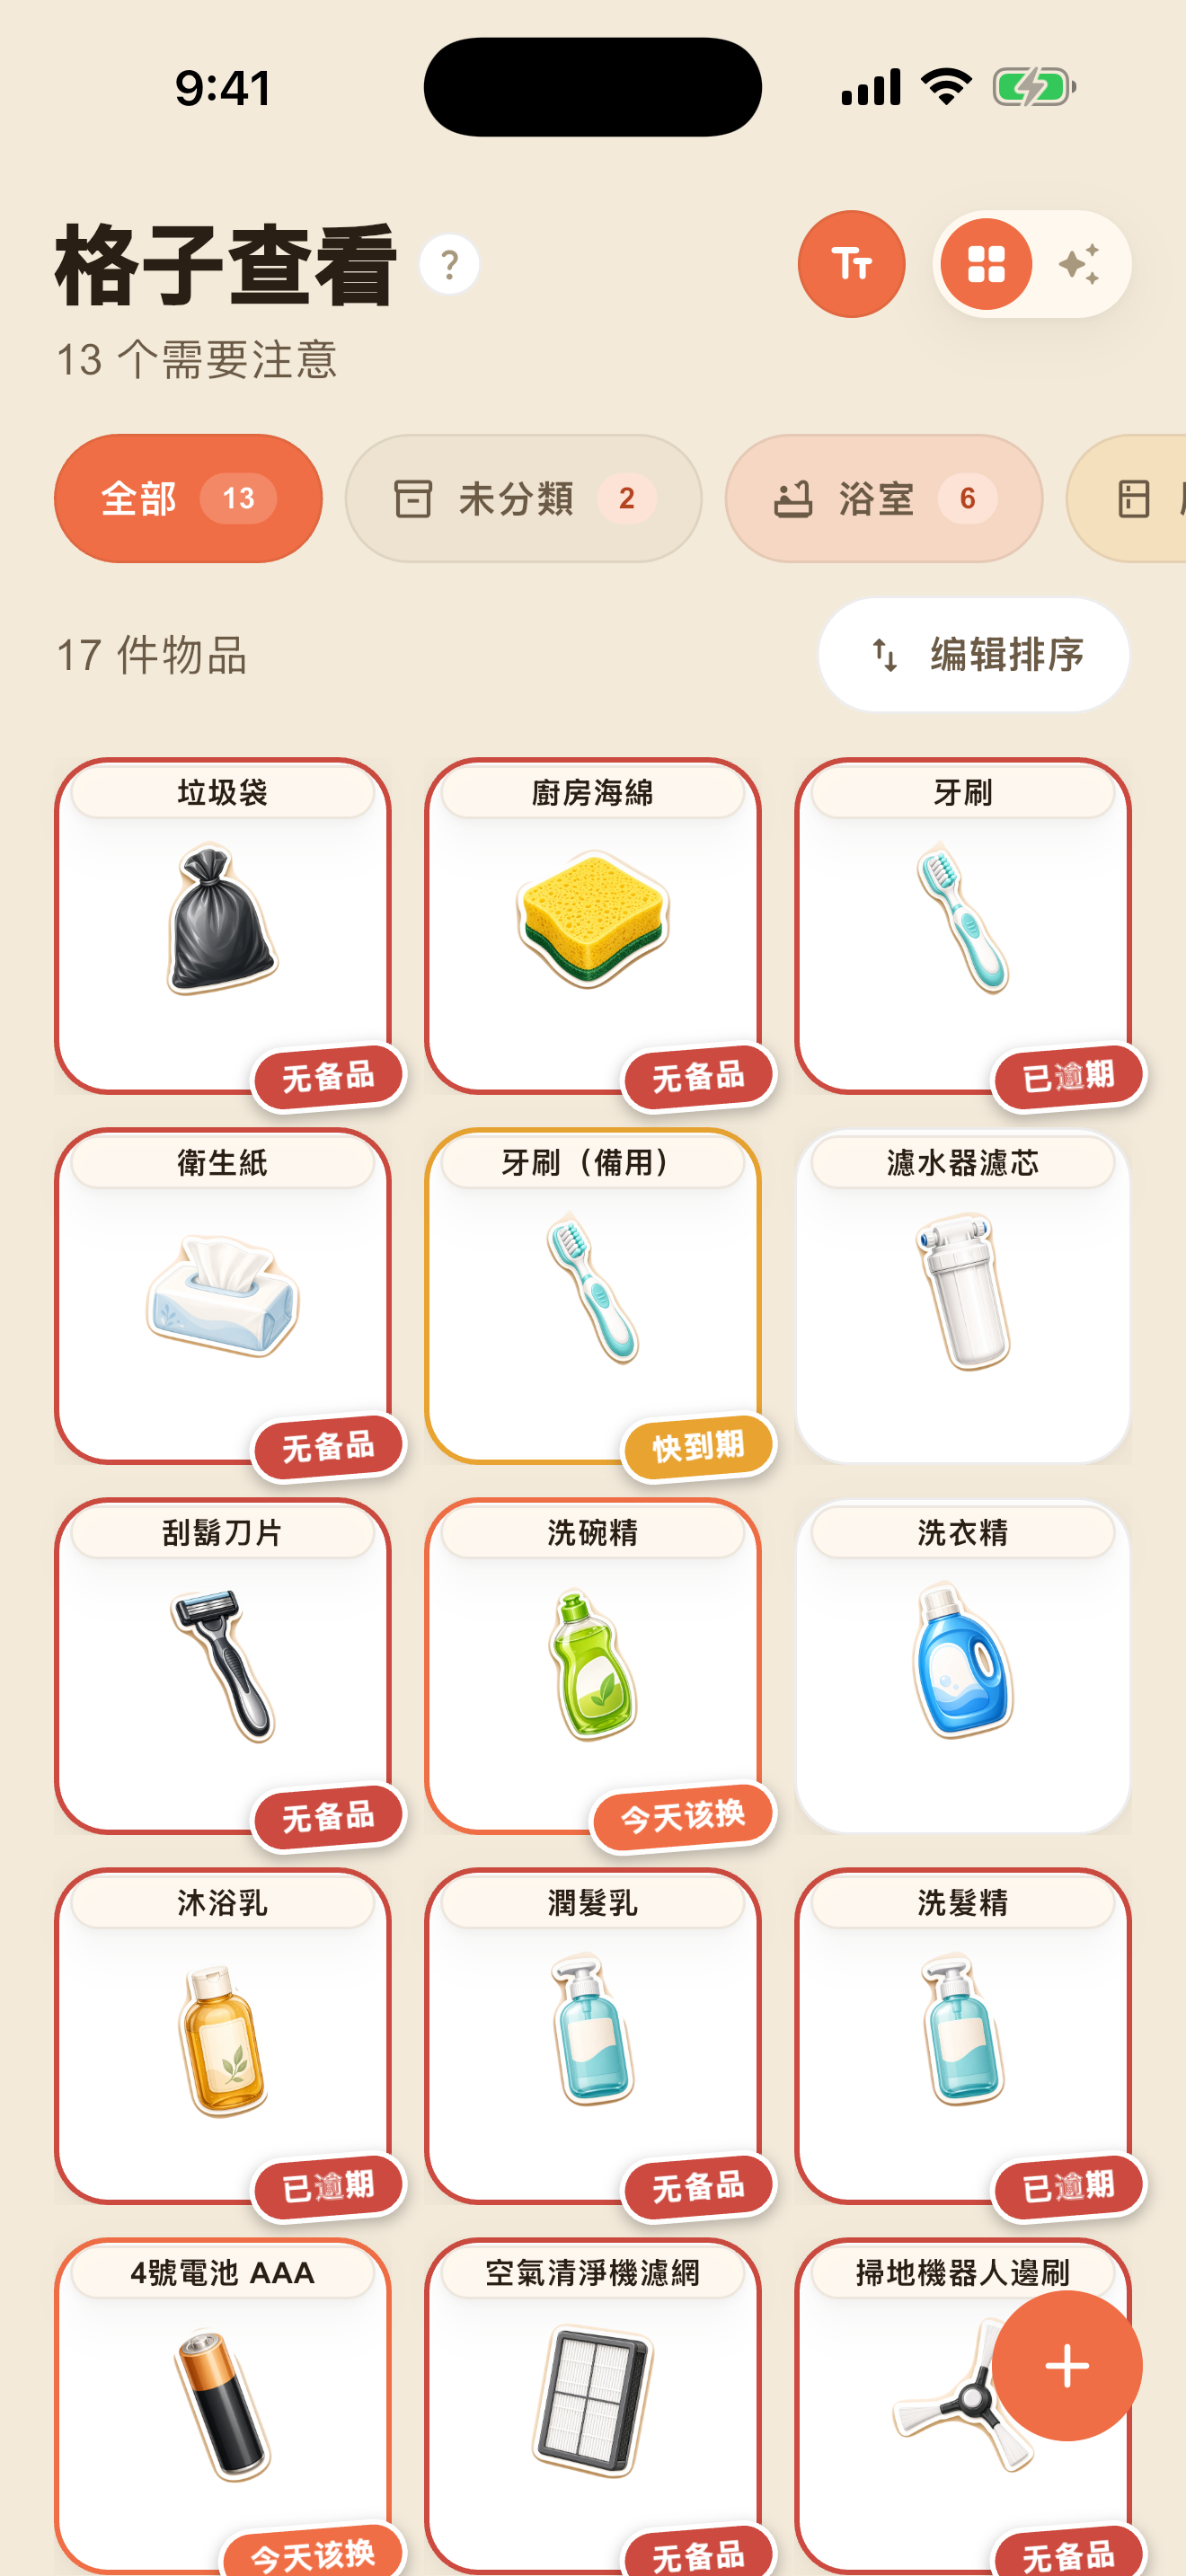 9:41
格子查看 ?
Tт
13 个需要注意
全部 13
未分類 2
浴室 6
17 件物品
编辑排序
垃圾袋
廚房海綿
牙刷
无备品
无备品
已逾期
衛生紙
牙刷（備用）
濾水器濾芯
无备品
快到期
刮鬍刀片
洗碗精
洗衣精
无备品
今天该换
沐浴乳
潤髮乳
洗髮精
已逾期
无备品
已逾期
4號電池 AAA
空氣清淨機濾網
掃地機器人邊刷
今天该换
无备品
无备品